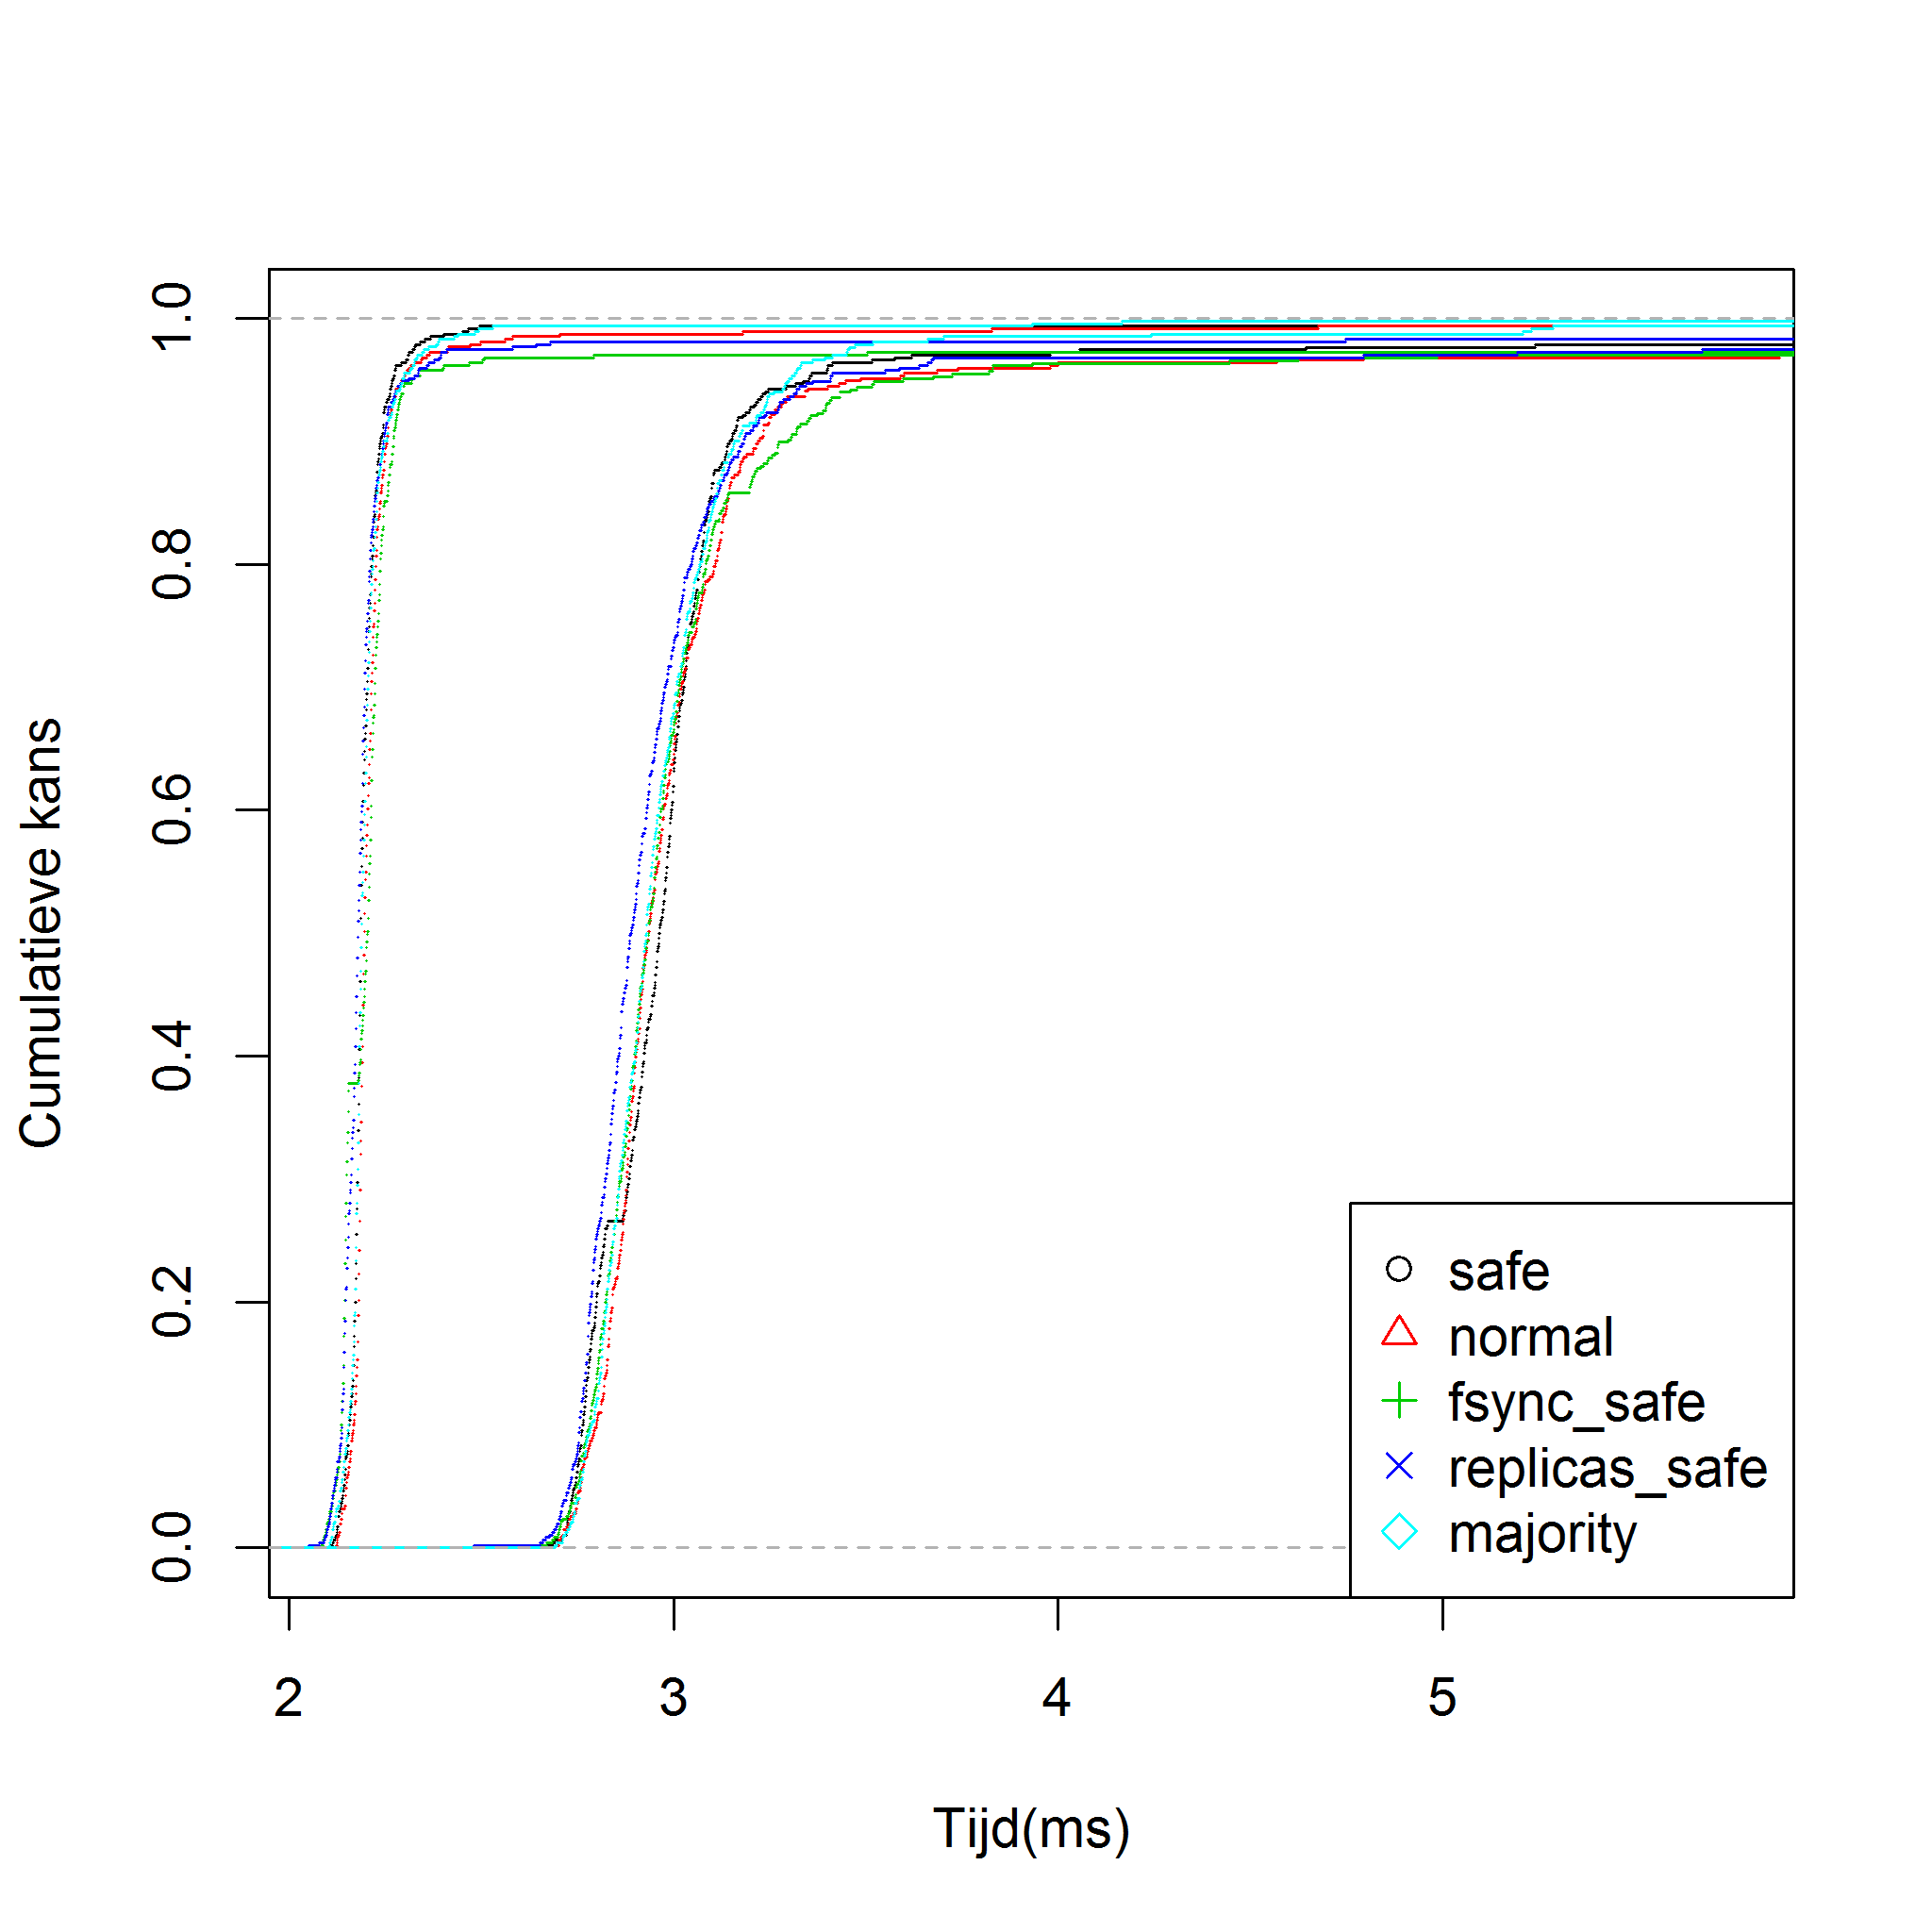 Cumulatieve kans
1.0
0.8
0.6
0.4
0.2
0.0
2 3 4 5
Tijd(ms)
safe
normal
fsync_safe
replicas_safe
majority